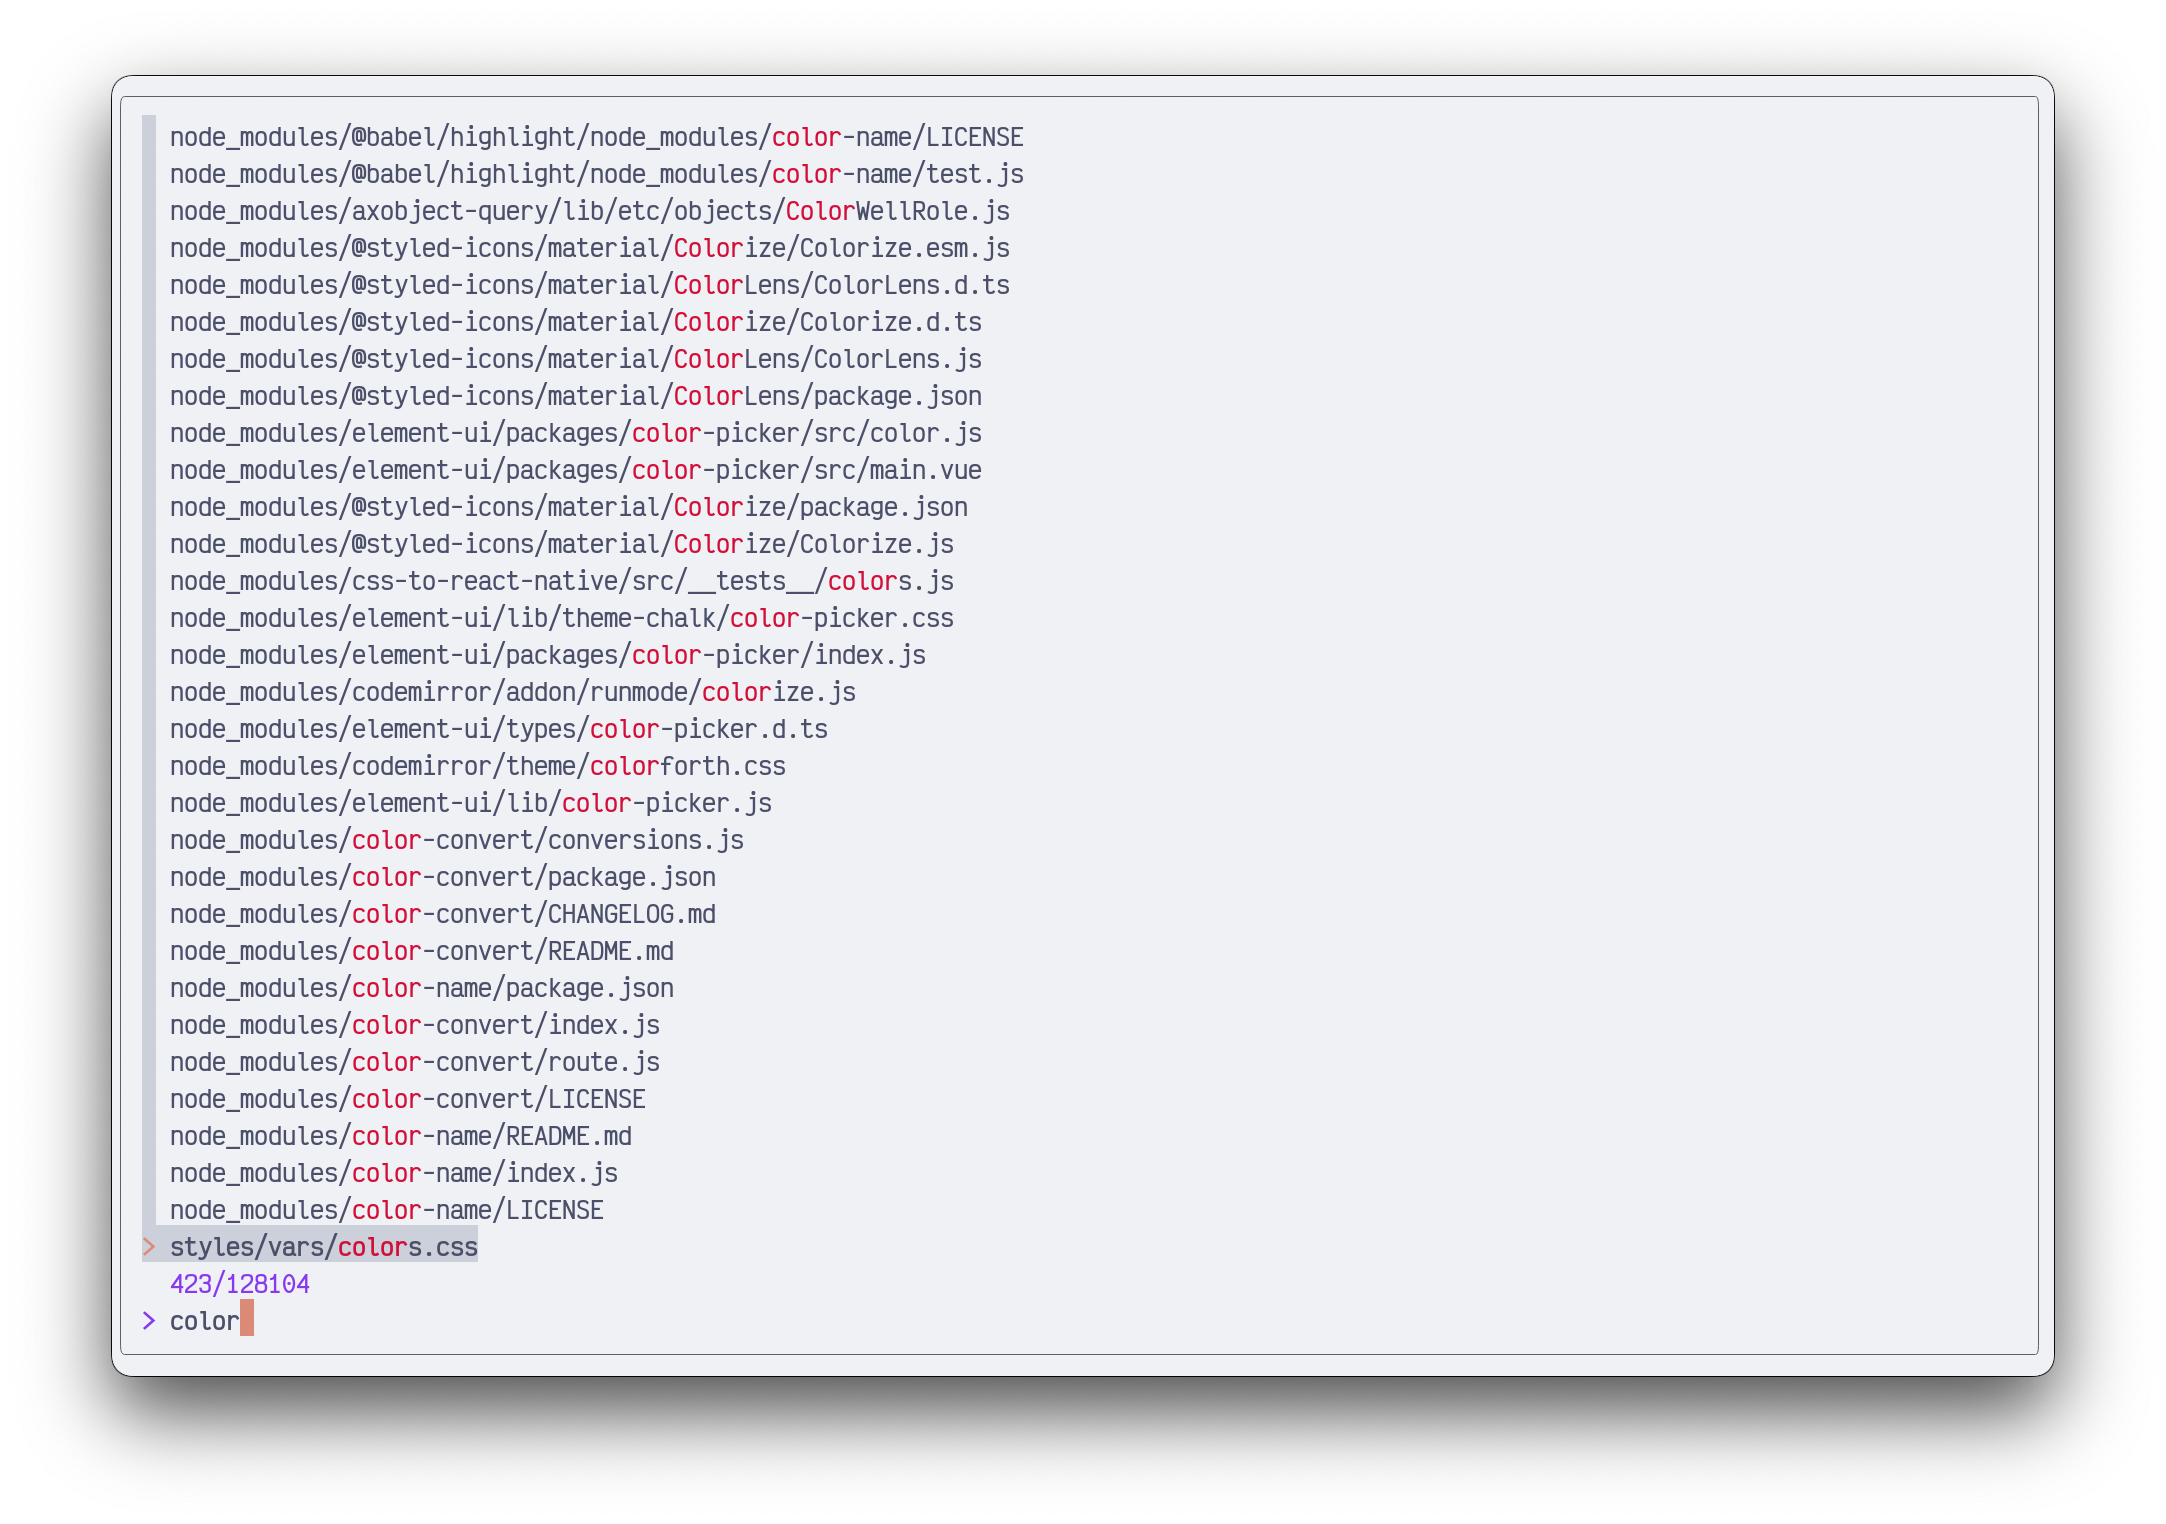 node_modules/@babel/highlight/node_modules/color-name/LICENSE
node_modules/@babel/highlight/node_modules/color-name/test.js
node_modules/axobject-query/lib/etc/objects/ColorWellRole.js
node_modules/@styled-icons/material/Colorize/Colorize.esm.js
node_modules/@styled-icons/material/ColorLens/ColorLens.d.ts
node_modules/@styled-icons/material/Colorize/Colorize.d.ts
node_modules/@styled-icons/material/ColorLens/ColorLens.js
node_modules/@styled-icons/material/ColorLens/package.json
node_modules/element-ui/packages/color-picker/src/color.js
node_modules/element-ui/packages/color-picker/src/main.vue
node_modules/@styled-icons/material/Colorize/package.json
node_modules/@styled-icons/material/Colorize/Colorize.js
node_modules/css-to-react-native/src/__tests__/colors.js
node_modules/element-ui/lib/theme-chalk/color-picker.css
node_modules/element-ui/packages/color-picker/index.js
node_modules/codemirror/addon/runmode/colorize.js
node_modules/element-ui/types/color-picker.d.ts
node_modules/codemirror/theme/colorforth.css
node_modules/element-ui/lib/color-picker.js
node_modules/color-convert/conversions.js
node_modules/color-convert/package.json
node_modules/color-convert/CHANGELOG.md
node_modules/color-convert/README.md
node_modules/color-name/package.json
node_modules/color-convert/index.js
node_modules/color-convert/route.js
node_modules/color-convert/LICENSE
node_modules/color-name/README.md
node_modules/color-name/index.js
node_modules/color-name/LICENSE
> styles/vars/colors.css
423/128104
> color